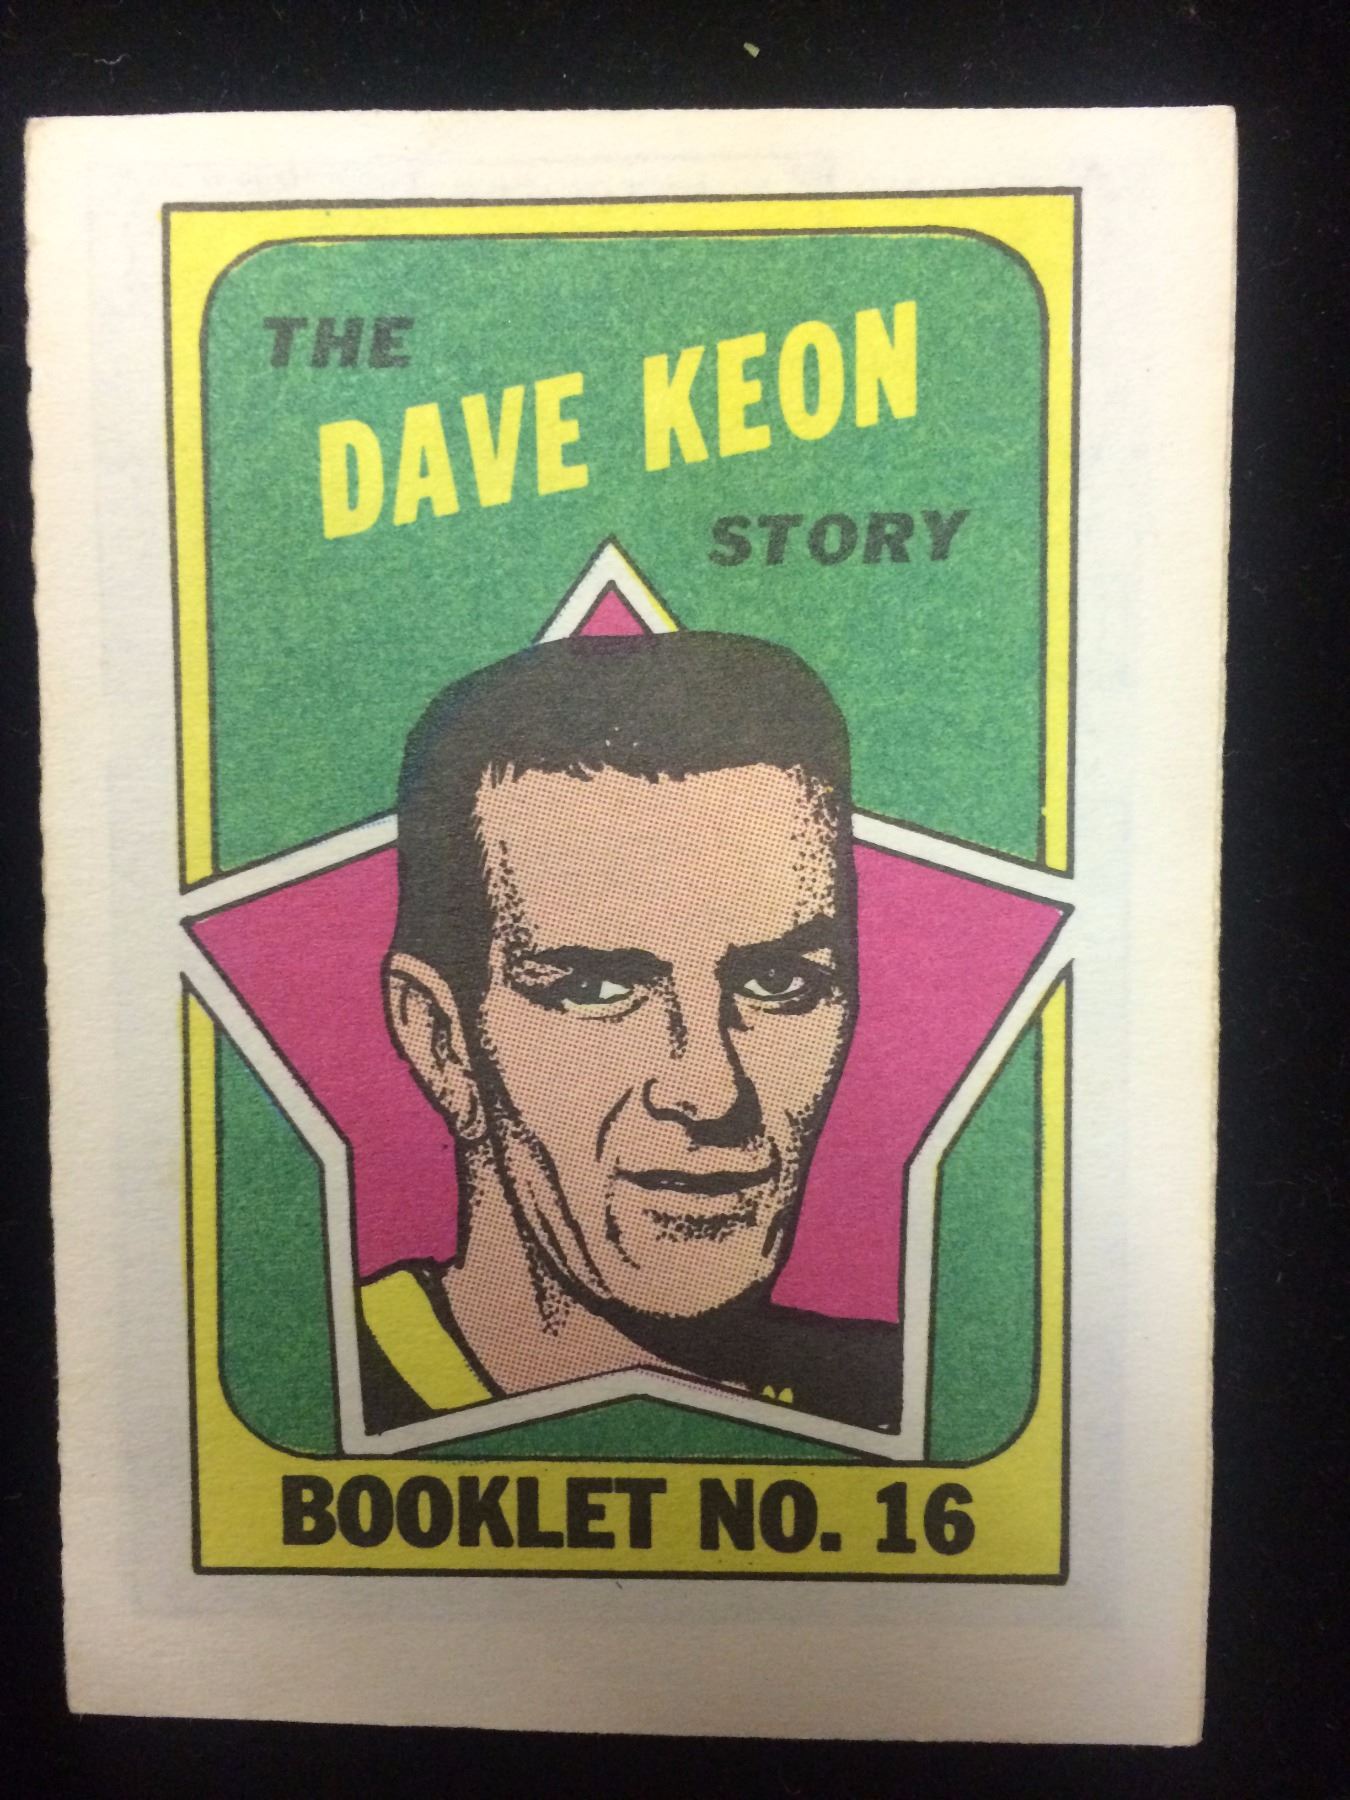 THE
DAVE KEON
STORY
BOOKLET NO. 16